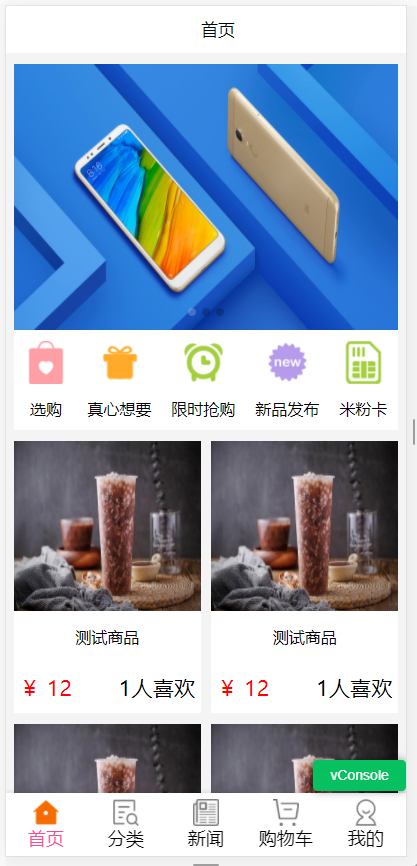 首页
8:16
选购
真心想要
限时抢购
new
新品发布
米粉卡
测试商品
测试商品
￥ 12
1人喜欢
￥ 12
1人喜欢
vConsole
首页
分类
新闻
购物车
我的